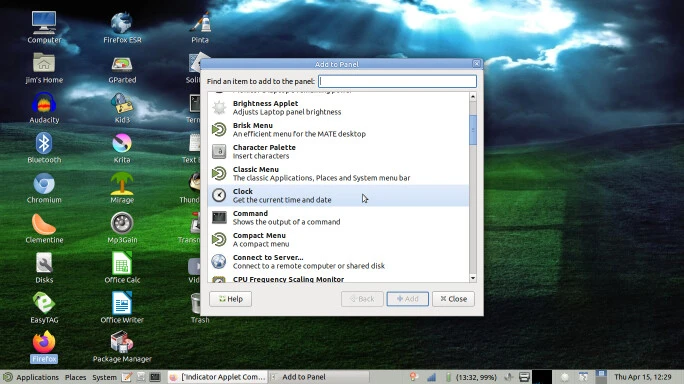 Computer
Firefox ESR
Pinta
jim's Home
GParted
Audacity
Kid3
Bluetooth
Krita
Chromium
Mirage
Clementine
Mp3Gain
Disks
Office Calc
EasyTAG
Office Writer
Trash
Firefox
Package Manager
Add to Panel
Find an item to add to the panel:
Brightness Applet
Adjusts Laptop panel brightness
Brisk Menu
An efficient menu for the MATE desktop
Character Palette
Insert characters
Classic Menu
The classic Applications, Places and System menu bar
Clock
Get the current time and date
Command
Shows the output of a command
Compact Menu
A compact menu
Connect to Server...
Connect to a remote computer or shared disk
CPU Frequency Scaling Monitor
Help
Back
Add
Close
Applications Places System
['Indicator Applet Com...
Add to Panel
(13:32, 99%)
Thu Apr 15, 12:29